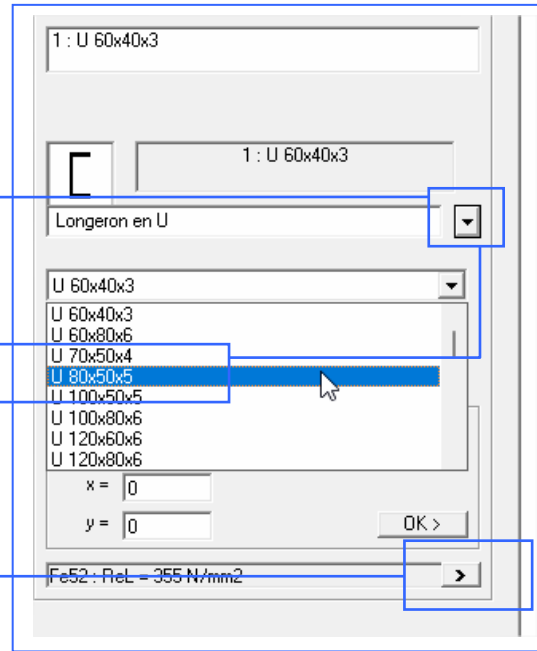 1 : U 60x40x3
1 : U 60x40x3
Longeron en U
U 60x40x3
U 60x40x3
U 60x80x6
U 70x50x4
U 80x50x5
U 100x50x5
U 100x80x6
U 120x60x6
U 120x80x6
x = 0
y = 0
OK >
Fe52 : ReL = 355 N/mm2 >